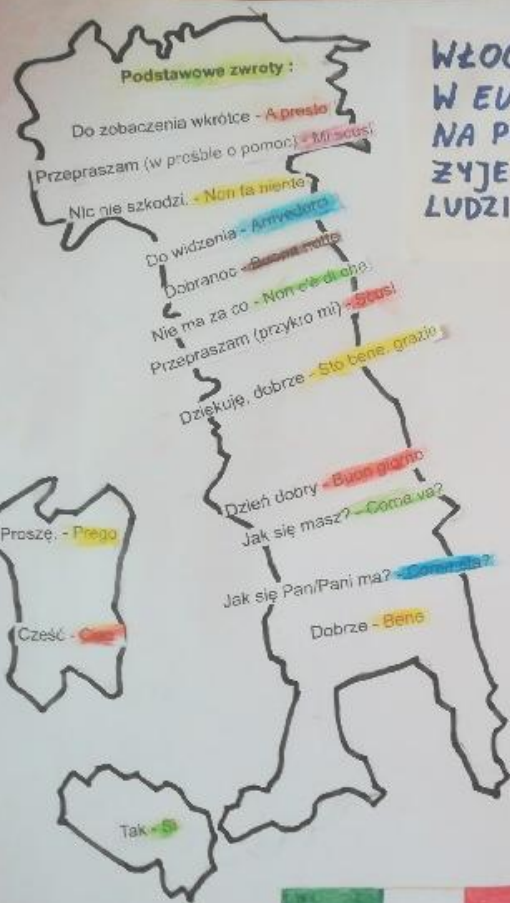 Podstawowe zwroty :
Do zobaczenia wkrótce - A presto
Przepraszam (w prośbie o pomoc) - Mi scusi
Nic nie szkodzi. - Non fa niente
Do widzenia - Arrivederci
Dobranoc - Buona notte
Nie ma za co - Non c'è di che
Przepraszam (przykro mi) - Scusi
Dziękuję, dobrze - Sto bene, grazie
Dzień dobry - Buon giorno
Jak się masz? - Come va?
Jak się Pan/Pani ma? - Come sta?
Dobrze - Bene
Proszę. - Prego
Cześć - Ciao
Tak - Si
WŁOC
W EU
NA P
ŻYJE
LUDZI